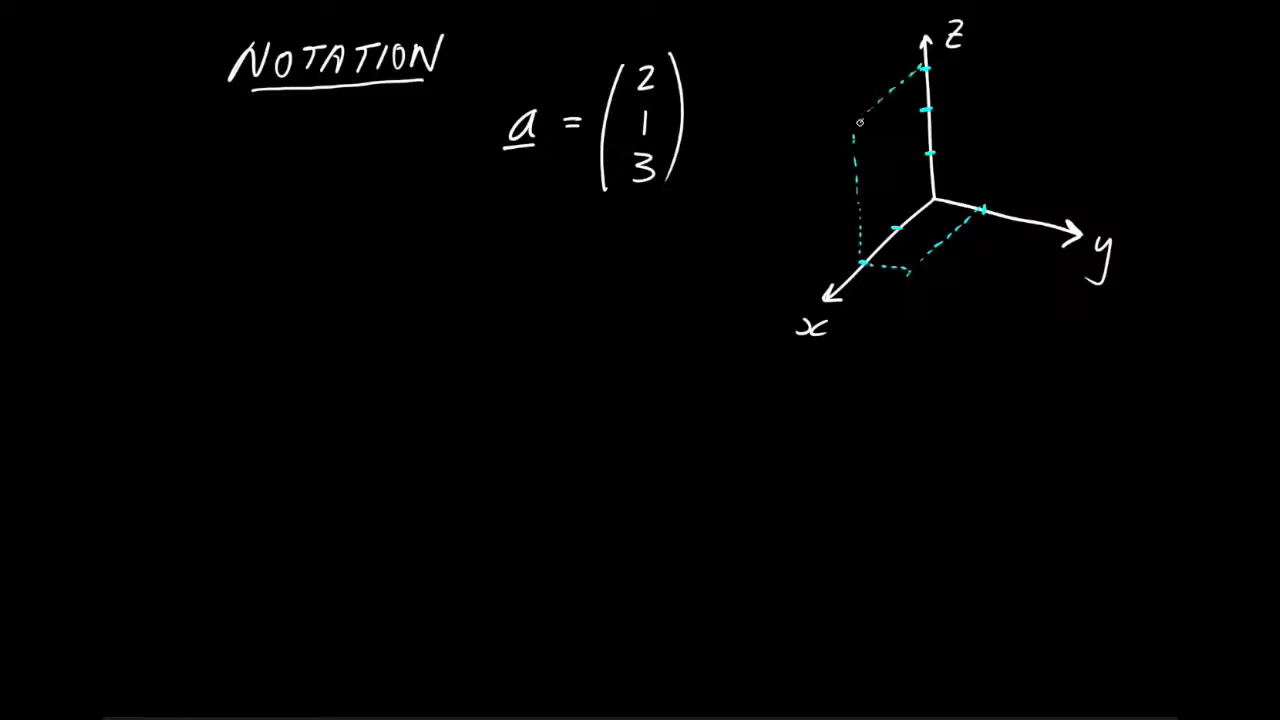 NOTATION
a = (2
1
3)
z
y
x